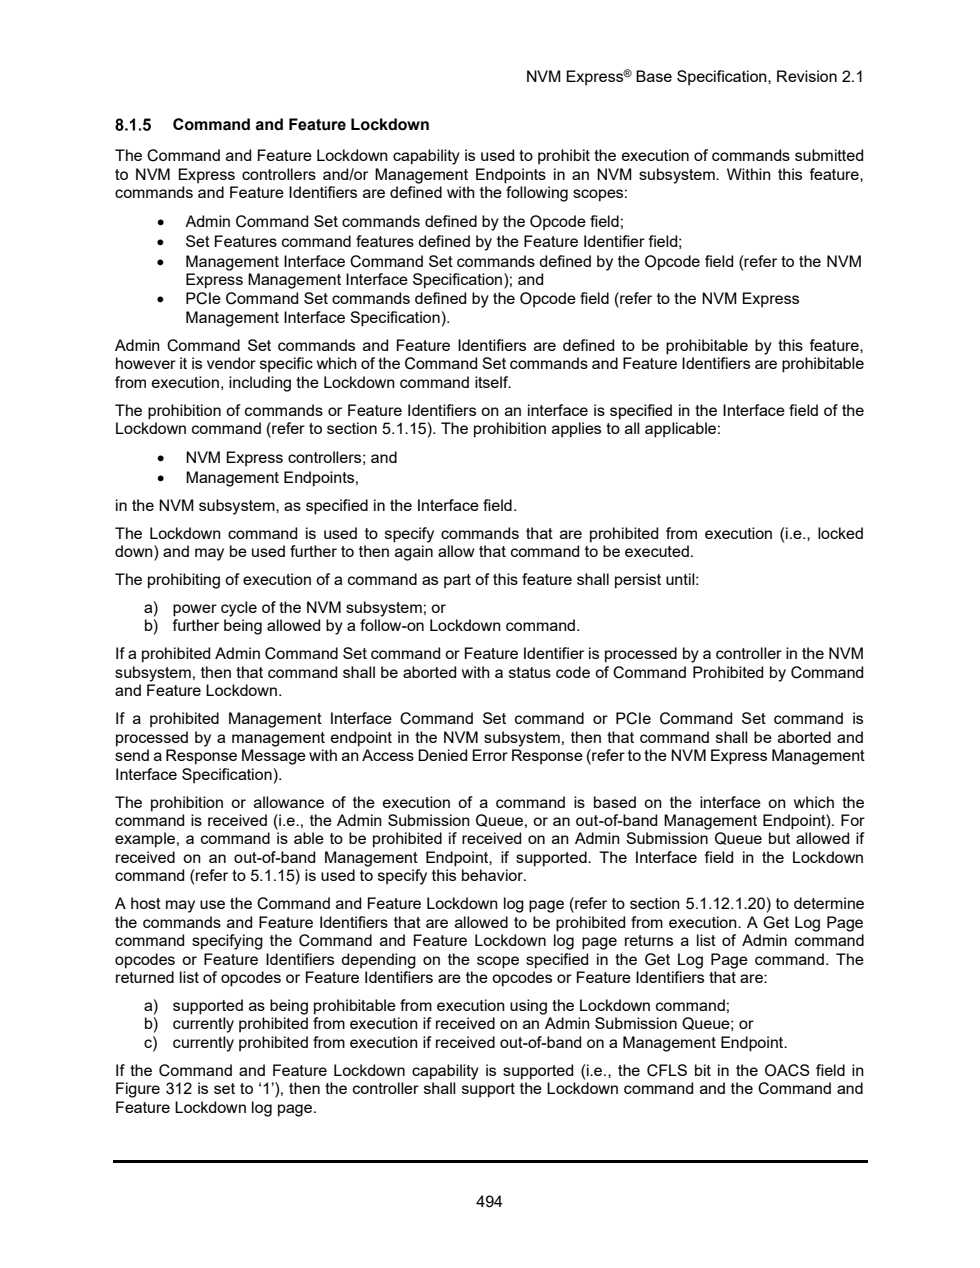 NVM Express® Base Specification, Revision 2.1
8.1.5 Command and Feature Lockdown
The Command and Feature Lockdown capability is used to prohibit the execution of commands submitted
to NVM Express controllers and/or Management Endpoints in an NVM subsystem. Within this feature,
commands and Feature Identifiers are defined with the following scopes:
• Admin Command Set commands defined by the Opcode field;
• Set Features command features defined by the Feature Identifier field;
• Management Interface Command Set commands defined by the Opcode field (refer to the NVM
Express Management Interface Specification); and
• PCIe Command Set commands defined by the Opcode field (refer to the NVM Express
Management Interface Specification).
Admin Command Set commands and Feature Identifiers are defined to be prohibitable by this feature,
however it is vendor specific which of the Command Set commands and Feature Identifiers are prohibitable
from execution, including the Lockdown command itself.
The prohibition of commands or Feature Identifiers on an interface is specified in the Interface field of the
Lockdown command (refer to section 5.1.15). The prohibition applies to all applicable:
• NVM Express controllers; and
• Management Endpoints,
in the NVM subsystem, as specified in the Interface field.
The Lockdown command is used to specify commands that are prohibited from execution (i.e., locked
down) and may be used further to then again allow that command to be executed.
The prohibiting of execution of a command as part of this feature shall persist until:
a) power cycle of the NVM subsystem; or
b) further being allowed by a follow-on Lockdown command.
If a prohibited Admin Command Set command or Feature Identifier is processed by a controller in the NVM
subsystem, then that command shall be aborted with a status code of Command Prohibited by Command
and Feature Lockdown.
If a prohibited Management Interface Command Set command or PCIe Command Set command is
processed by a management endpoint in the NVM subsystem, then that command shall be aborted and
send a Response Message with an Access Denied Error Response (refer to the NVM Express Management
Interface Specification).
The prohibition or allowance of the execution of a command is based on the interface on which the
command is received (i.e., the Admin Submission Queue, or an out-of-band Management Endpoint). For
example, a command is able to be prohibited if received on an Admin Submission Queue but allowed if
received on an out-of-band Management Endpoint, if supported. The Interface field in the Lockdown
command (refer to 5.1.15) is used to specify this behavior.
A host may use the Command and Feature Lockdown log page (refer to section 5.1.12.1.20) to determine
the commands and Feature Identifiers that are allowed to be prohibited from execution. A Get Log Page
command specifying the Command and Feature Lockdown log page returns a list of Admin command
opcodes or Feature Identifiers depending on the scope specified in the Get Log Page command. The
returned list of opcodes or Feature Identifiers are the opcodes or Feature Identifiers that are:
a) supported as being prohibitable from execution using the Lockdown command;
b) currently prohibited from execution if received on an Admin Submission Queue; or
c) currently prohibited from execution if received out-of-band on a Management Endpoint.
If the Command and Feature Lockdown capability is supported (i.e., the CFLS bit in the OACS field in
Figure 312 is set to ‘1’), then the controller shall support the Lockdown command and the Command and
Feature Lockdown log page.
494